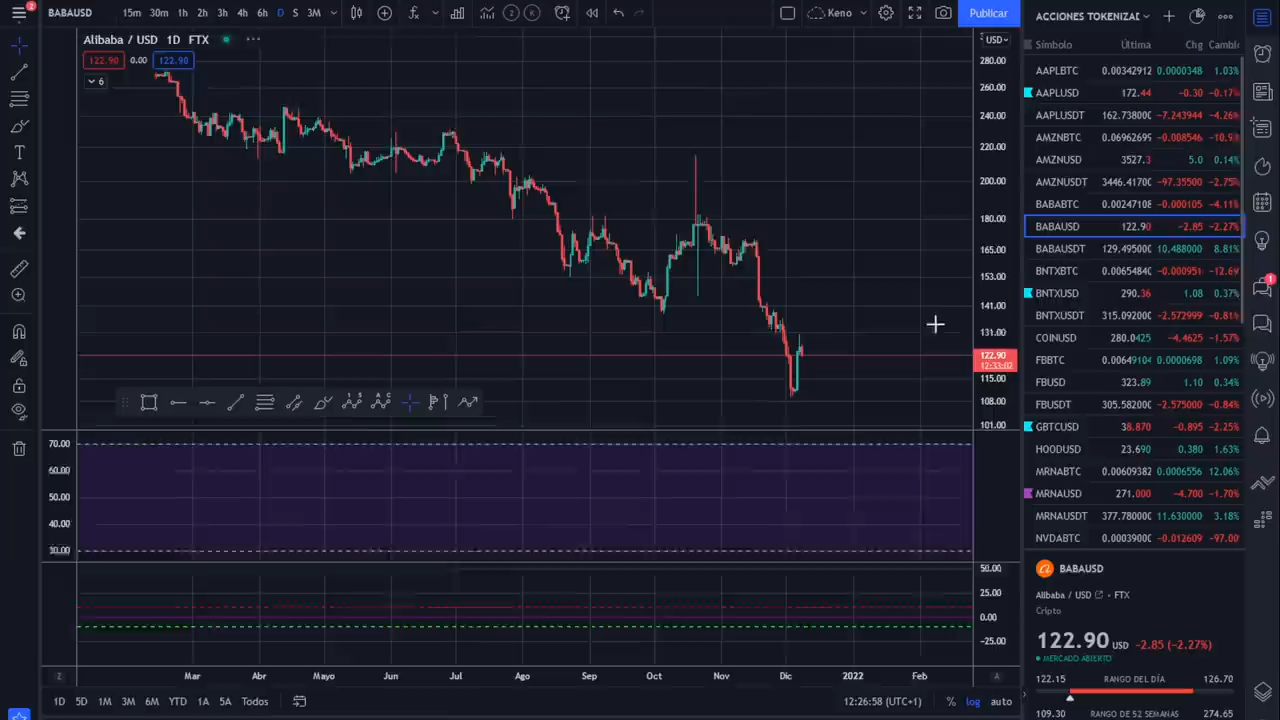 2 BABAUSD 15m 30m 1h 2h 3h 4h 6h D S 3M 2 K Keno Publicar
ACCIONES TOKENIZAD
Alibaba / USD 1D FTX
122.90 0.00 122.90
6
USD
280.00
260.00
240.00
220.00
200.00
180.00
165.00
153.00
141.00
131.00
122.90
12:33:02
115.00
108.00
101.00
70.00
60.00
50.00
40.00
30.00
50.00
25.00
0.00
−25.00
Mar Abr Mayo Jun Jul Ago Sep Oct Nov Dic 2022 Feb
Z A
1D 5D 1M 3M 6M YTD 1A 5A Todos 12:26:58 (UTC+1) % log auto
Símbolo Última Chg Cambi
AAPLBTC 0.00342912 0.0000348 1.03%
AAPLUSD 172.44 −0.30 −0.17%
AAPLUSDT 162.738000 −7.243944 −4.26%
AMZNBTC 0.06962695 −0.008546 −10.9
AMZNUSD 3527.3 5.0 0.14%
AMZNUSDT 3446.41700 −97.35500 −2.75%
BABABTC 0.00247108 −0.000105 −4.11%
BABAUSD 122.90 −2.85 −2.27%
BABAUSDT 129.495000 10.488000 8.81%
BNTXBTC 0.0065484 −0.000951 −12.6
BNTXUSD 290.36 1.08 0.37%
BNTXUSDT 315.092000 −2.572999 −0.81%
COINUSD 280.0425 −4.4625 −1.57%
FBBTC 0.00649104 0.0000698 1.09%
FBUSD 323.89 1.10 0.34%
FBUSDT 305.582000 −2.575000 −0.84%
GBTCUSD 38.870 −0.895 −2.25%
HOODUSD 23.690 0.380 1.63%
MRNABTC 0.00609382 0.0006556 12.06%
MRNAUSD 271.000 −4.700 −1.70%
MRNAUSDT 377.780000 11.630000 3.18%
NVDABTC 0.0003900 −0.012609 −97.00
BABAUSD
Alibaba / USD • FTX
Cripto
122.90 USD −2.85 (−2.27%)
MERCADO ABIERTO
122.15 RANGO DEL DÍA 126.70
109.30 RANGO DE 52 SEMANAS 274.65
1